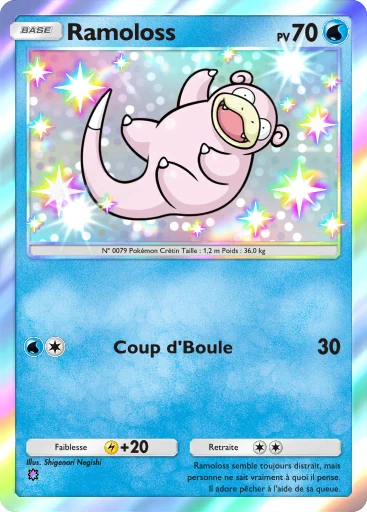 BASE Ramoloss PV 70
N° 0079 Pokémon Crétin Taille : 1,2 m Poids : 36,0 kg
Coup d'Boule 30
Faiblesse +20 Retraite
Illus. Shigenori Negishi
Ramoloss semble toujours distrait, mais
personne ne sait vraiment à quoi il pense.
Il adore pêcher à l'aide de sa queue.